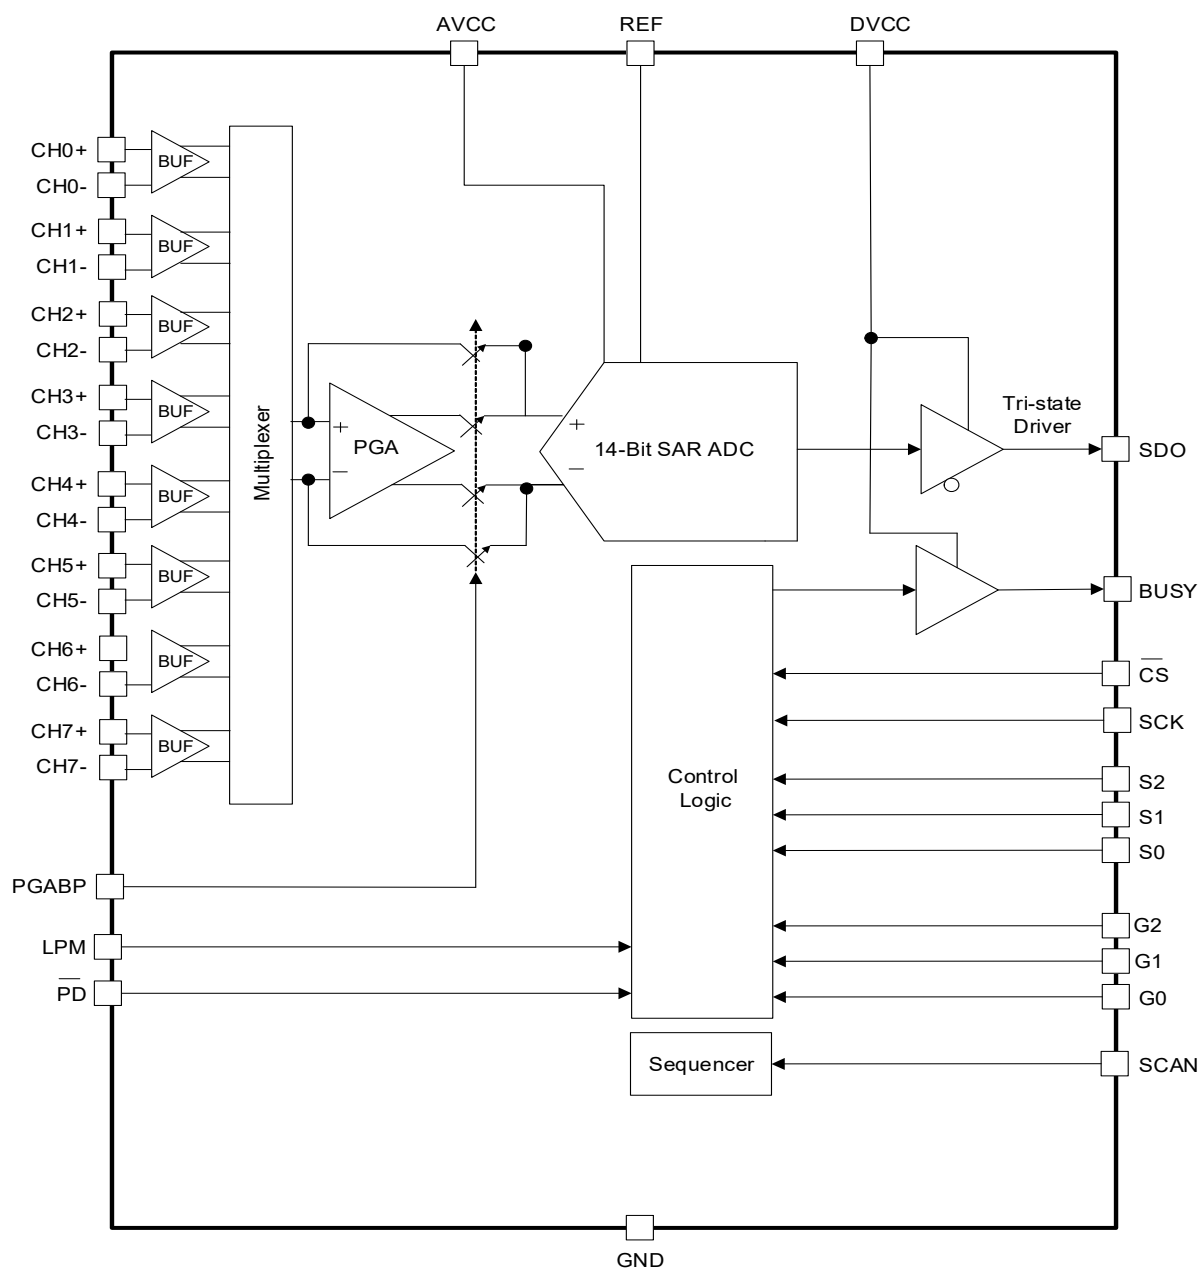 AVCC
REF
DVCC
CH0+
BUF
CH0-
CH1+
BUF
CH1-
CH2+
BUF
CH2-
CH3+
BUF
CH3-
CH4+
BUF
CH4-
CH5+
BUF
CH5-
CH6+
BUF
CH6-
CH7+
BUF
CH7-
Multiplexer
+
PGA
−
+
14-Bit SAR ADC
−
Tri-state
Driver
SDO
BUSY
C̅S̅
SCK
S2
S1
S0
Control
Logic
G2
G1
G0
PGABP
LPM
P̅D̅
Sequencer
SCAN
GND